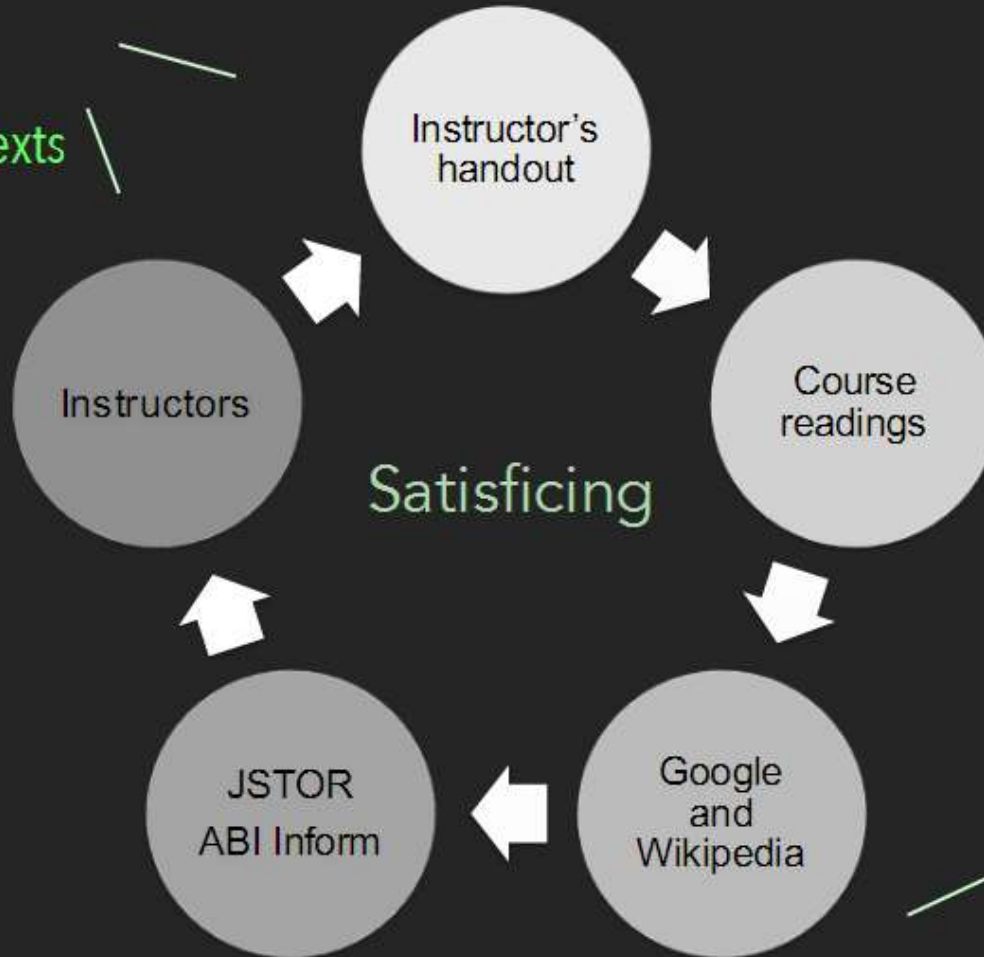 Instructor's
handout
exts
Instructors
Course
readings
Satisficing
JSTOR
ABI Inform
Google
and
Wikipedia